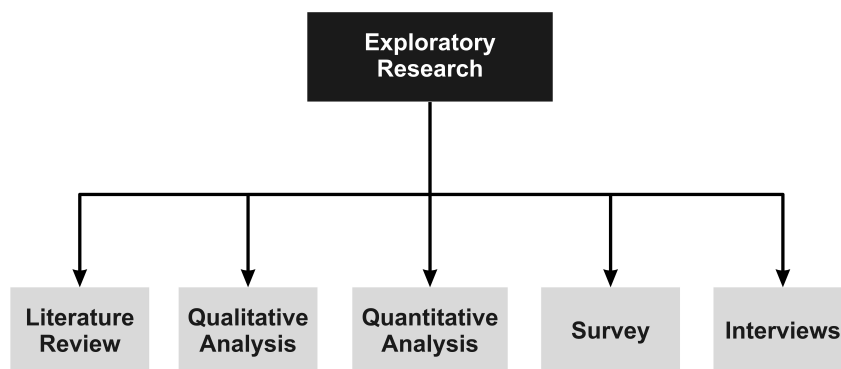 Exploratory
Research
Literature
Review
Qualitative
Analysis
Quantitative
Analysis
Survey
Interviews